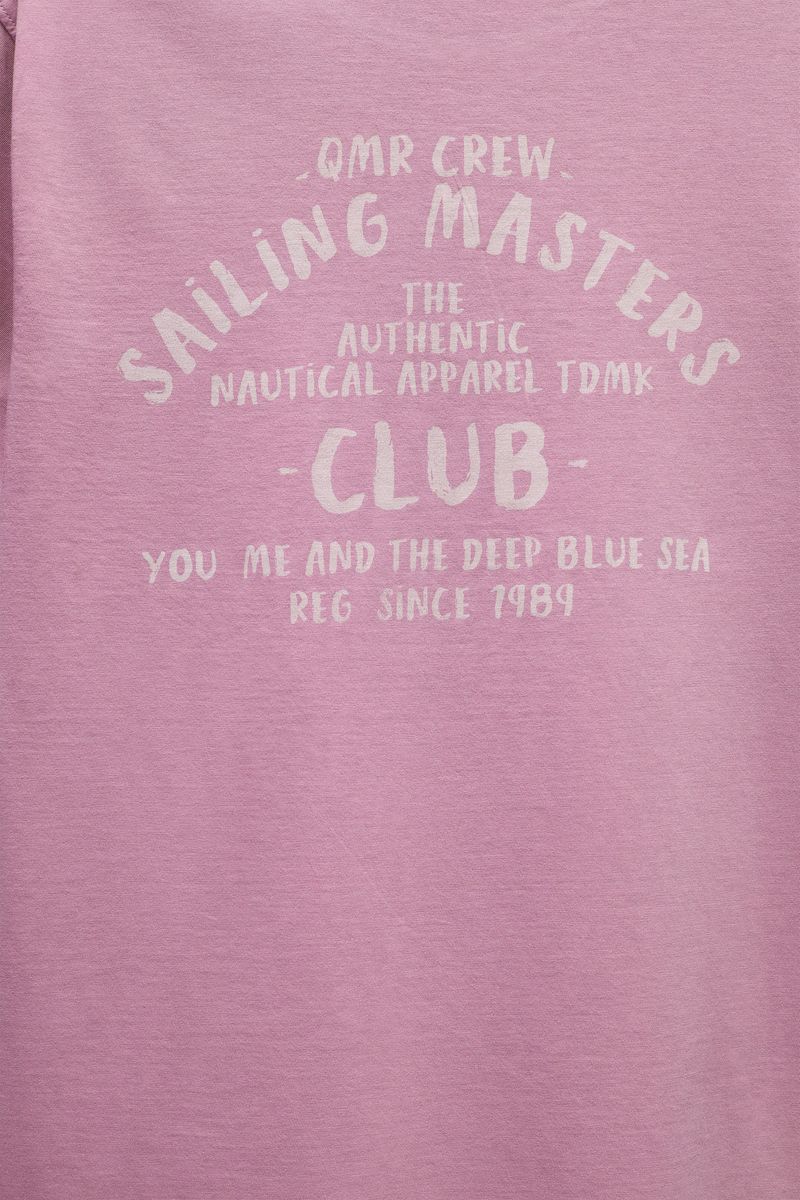 QMR CREW
SAiLiNG MASTERS
THE
AUTHENTiC
NAUTiCAL APPAREL TDMK
-CLUB-
YOU ME AND THE DEEP BLUE SEA
REG SiNCE 1989